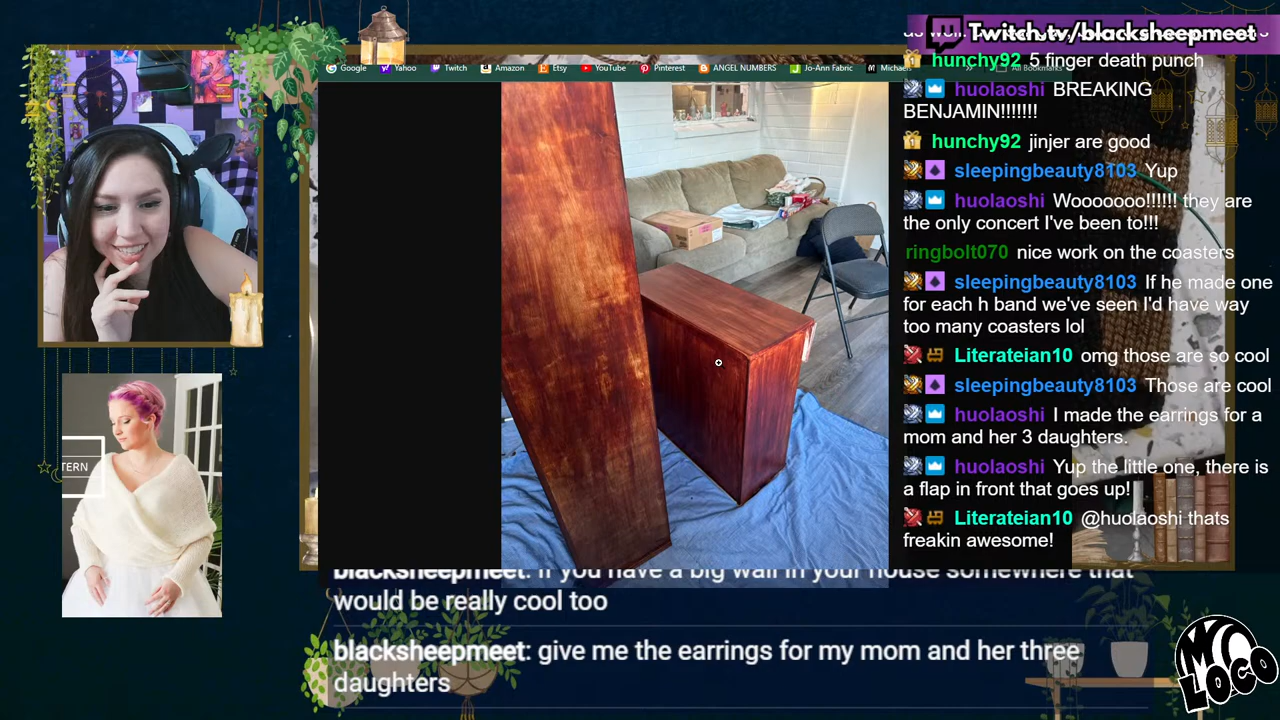 Twitch.tv/blacksheepmeet
Google Yahoo Twitch Amazon Etsy YouTube Pinterest ANGEL NUMBERS Jo-Ann Fabric Michaels » All Bookmarks
hunchy92 5 finger death punch
huolaoshi BREAKING
BENJAMIN!!!!!!!
hunchy92 jinjer are good
sleepingbeauty8103 Yup
huolaoshi Wooooooo!!!!!! they are
the only concert I've been to!!!
ringbolt070 nice work on the coasters
sleepingbeauty8103 If he made one
for each h band we've seen I'd have way
too many coasters lol
Literateian10 omg those are so cool
sleepingbeauty8103 Those are cool
huolaoshi I made the earrings for a
mom and her 3 daughters.
huolaoshi Yup the little one, there is
a flap in front that goes up!
Literateian10 @huolaoshi thats
freakin awesome!
TERN
blacksheepmeet: if you have a big wall in your house somewhere that
would be really cool too
blacksheepmeet: give me the earrings for my mom and her three
daughters
MC
LOCO